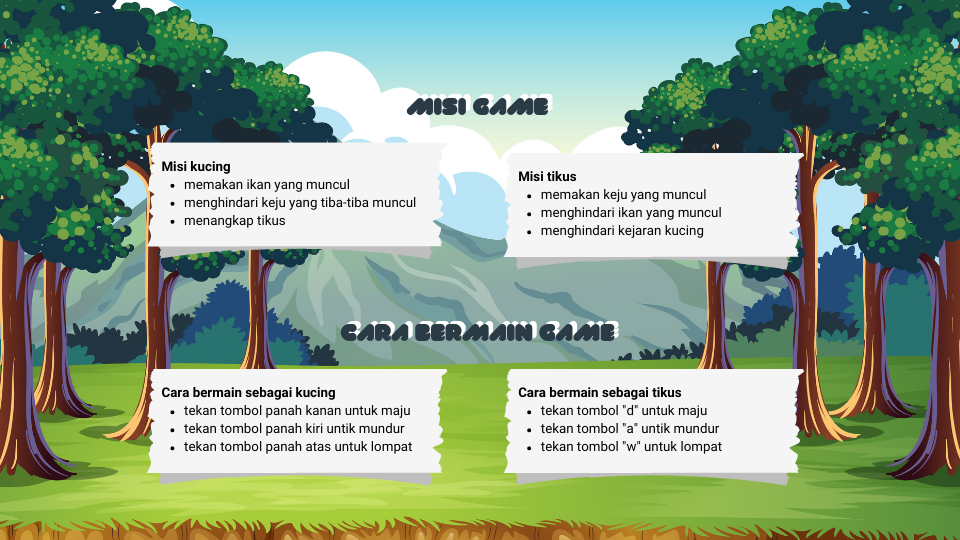 MISI GAME
Misi kucing
• memakan ikan yang muncul
• menghindari keju yang tiba-tiba muncul
• menangkap tikus
Misi tikus
• memakan keju yang muncul
• menghindari ikan yang muncul
• menghindari kejaran kucing
CARA BERMAIN GAME
Cara bermain sebagai kucing
• tekan tombol panah kanan untuk maju
• tekan tombol panah kiri untik mundur
• tekan tombol panah atas untuk lompat
Cara bermain sebagai tikus
• tekan tombol "d" untuk maju
• tekan tombol "a" untik mundur
• tekan tombol "w" untuk lompat